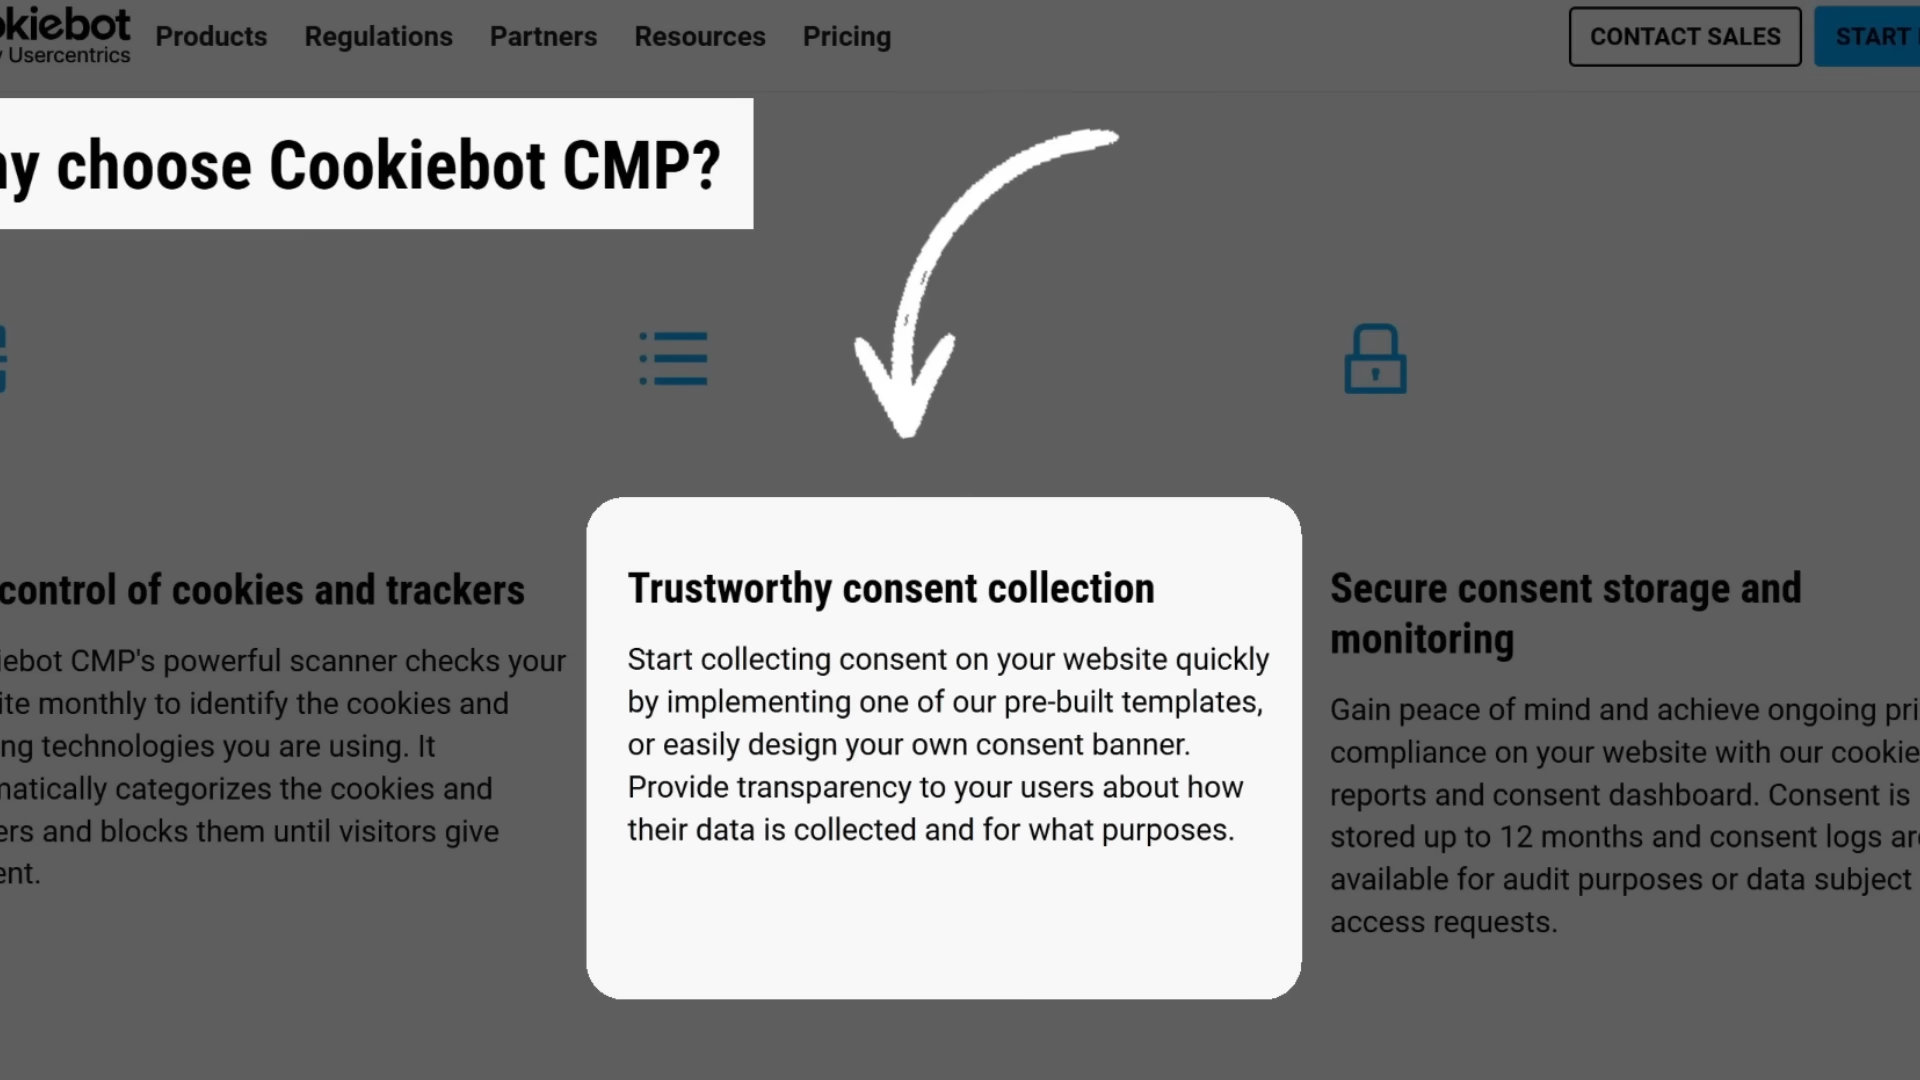 okiebot
Usercentrics
Products
Regulations
Partners
Resources
Pricing
CONTACT SALES
START
y choose Cookiebot CMP?
control of cookies and trackers
iebot CMP's powerful scanner checks your
ite monthly to identify the cookies and
ng technologies you are using. It
matically categorizes the cookies and
ers and blocks them until visitors give
ent.
Trustworthy consent collection
Start collecting consent on your website quickly
by implementing one of our pre-built templates,
or easily design your own consent banner.
Provide transparency to your users about how
their data is collected and for what purposes.
Secure consent storage and
monitoring
Gain peace of mind and achieve ongoing pri
compliance on your website with our cookie
reports and consent dashboard. Consent is
stored up to 12 months and consent logs are
available for audit purposes or data subject
access requests.